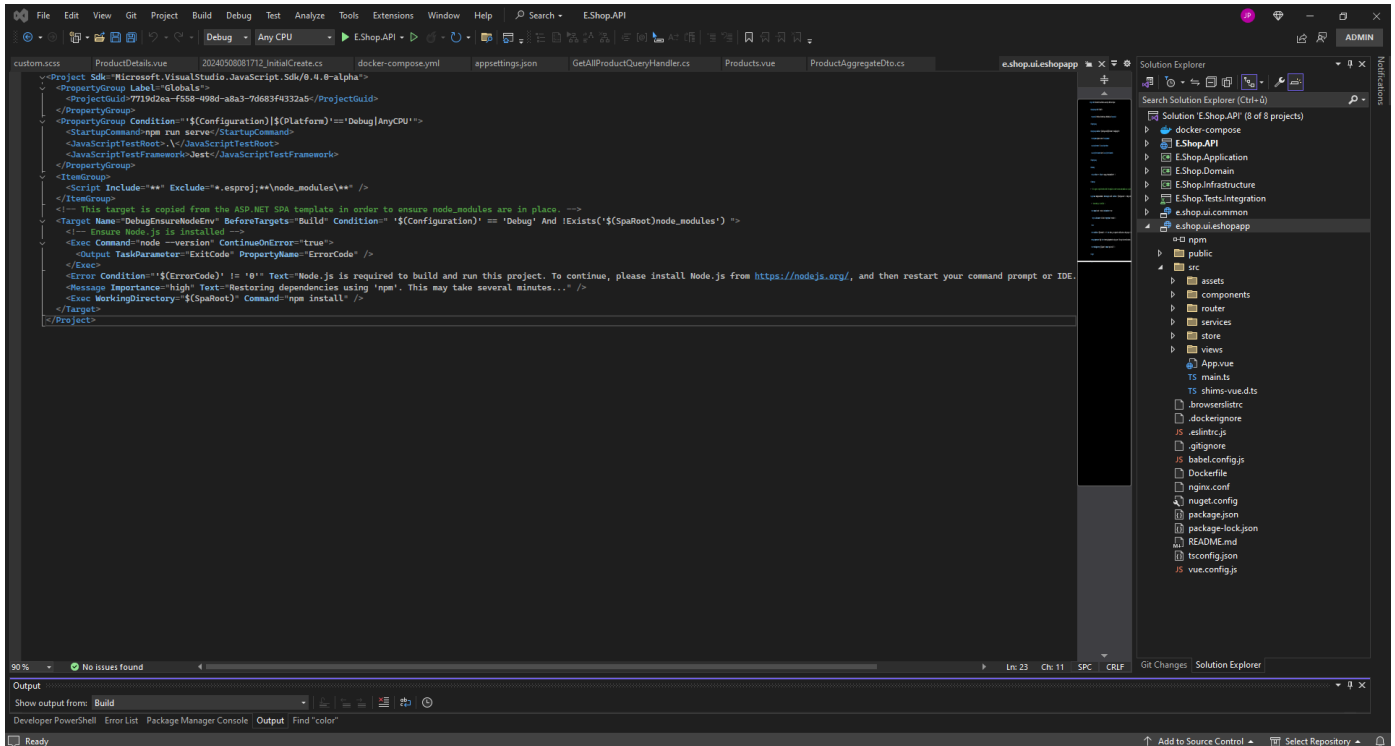 File Edit View Git Project Build Debug Test Analyze Tools Extensions Window Help Search E.Shop.API JP
Debug Any CPU E.Shop.API ADMIN
custom.scss ProductDetails.vue 20240508081712_InitialCreate.cs docker-compose.yml appsettings.json GetAllProductQueryHandler.cs Products.vue ProductAggregateDto.cs e.shop.ui.eshopapp
<Project Sdk="Microsoft.VisualStudio.JavaScript.Sdk/0.4.0-alpha">
<PropertyGroup Label="Globals">
<ProjectGuid>7719d2ea-f558-498d-a8a3-7d683f4332a5</ProjectGuid>
</PropertyGroup>
<PropertyGroup Condition="'$(Configuration)|$(Platform)'=='Debug|AnyCPU'">
<StartupCommand>npm run serve</StartupCommand>
<JavaScriptTestRoot>.\</JavaScriptTestRoot>
<JavaScriptTestFramework>Jest</JavaScriptTestFramework>
</PropertyGroup>
<ItemGroup>
<Script Include="**" Exclude="*.esproj;**\node_modules\**" />
</ItemGroup>
<!-- This target is copied from the ASP.NET SPA template in order to ensure node_modules are in place. -->
<Target Name="DebugEnsureNodeEnv" BeforeTargets="Build" Condition=" '$(Configuration)' == 'Debug' And !Exists('$(SpaRoot)node_modules') ">
<!-- Ensure Node.js is installed -->
<Exec Command="node --version" ContinueOnError="true">
<Output TaskParameter="ExitCode" PropertyName="ErrorCode" />
</Exec>
<Error Condition="'$(ErrorCode)' != '0'" Text="Node.js is required to build and run this project. To continue, please install Node.js from https://nodejs.org/, and then restart your command prompt or IDE.
<Message Importance="high" Text="Restoring dependencies using 'npm'. This may take several minutes..." />
<Exec WorkingDirectory="$(SpaRoot)" Command="npm install" />
</Target>
</Project>
90 % No issues found Ln: 23 Ch: 11 SPC CRLF
Solution Explorer
Search Solution Explorer (Ctrl+ů)
Solution 'E.Shop.API' (8 of 8 projects)
docker-compose
E.Shop.API
E.Shop.Application
E.Shop.Domain
E.Shop.Infrastructure
E.Shop.Tests.Integration
e.shop.ui.common
e.shop.ui.eshopapp
npm
public
src
assets
components
router
services
store
views
App.vue
TS main.ts
TS shims-vue.d.ts
.browserslistrc
.dockerignore
JS .eslintrc.js
.gitignore
JS babel.config.js
Dockerfile
nginx.conf
nuget.config
package.json
package-lock.json
README.md
tsconfig.json
JS vue.config.js
Git Changes Solution Explorer
Notifications
Output
Show output from: Build
Developer PowerShell Error List Package Manager Console Output Find "color"
Ready Add to Source Control Select Repository